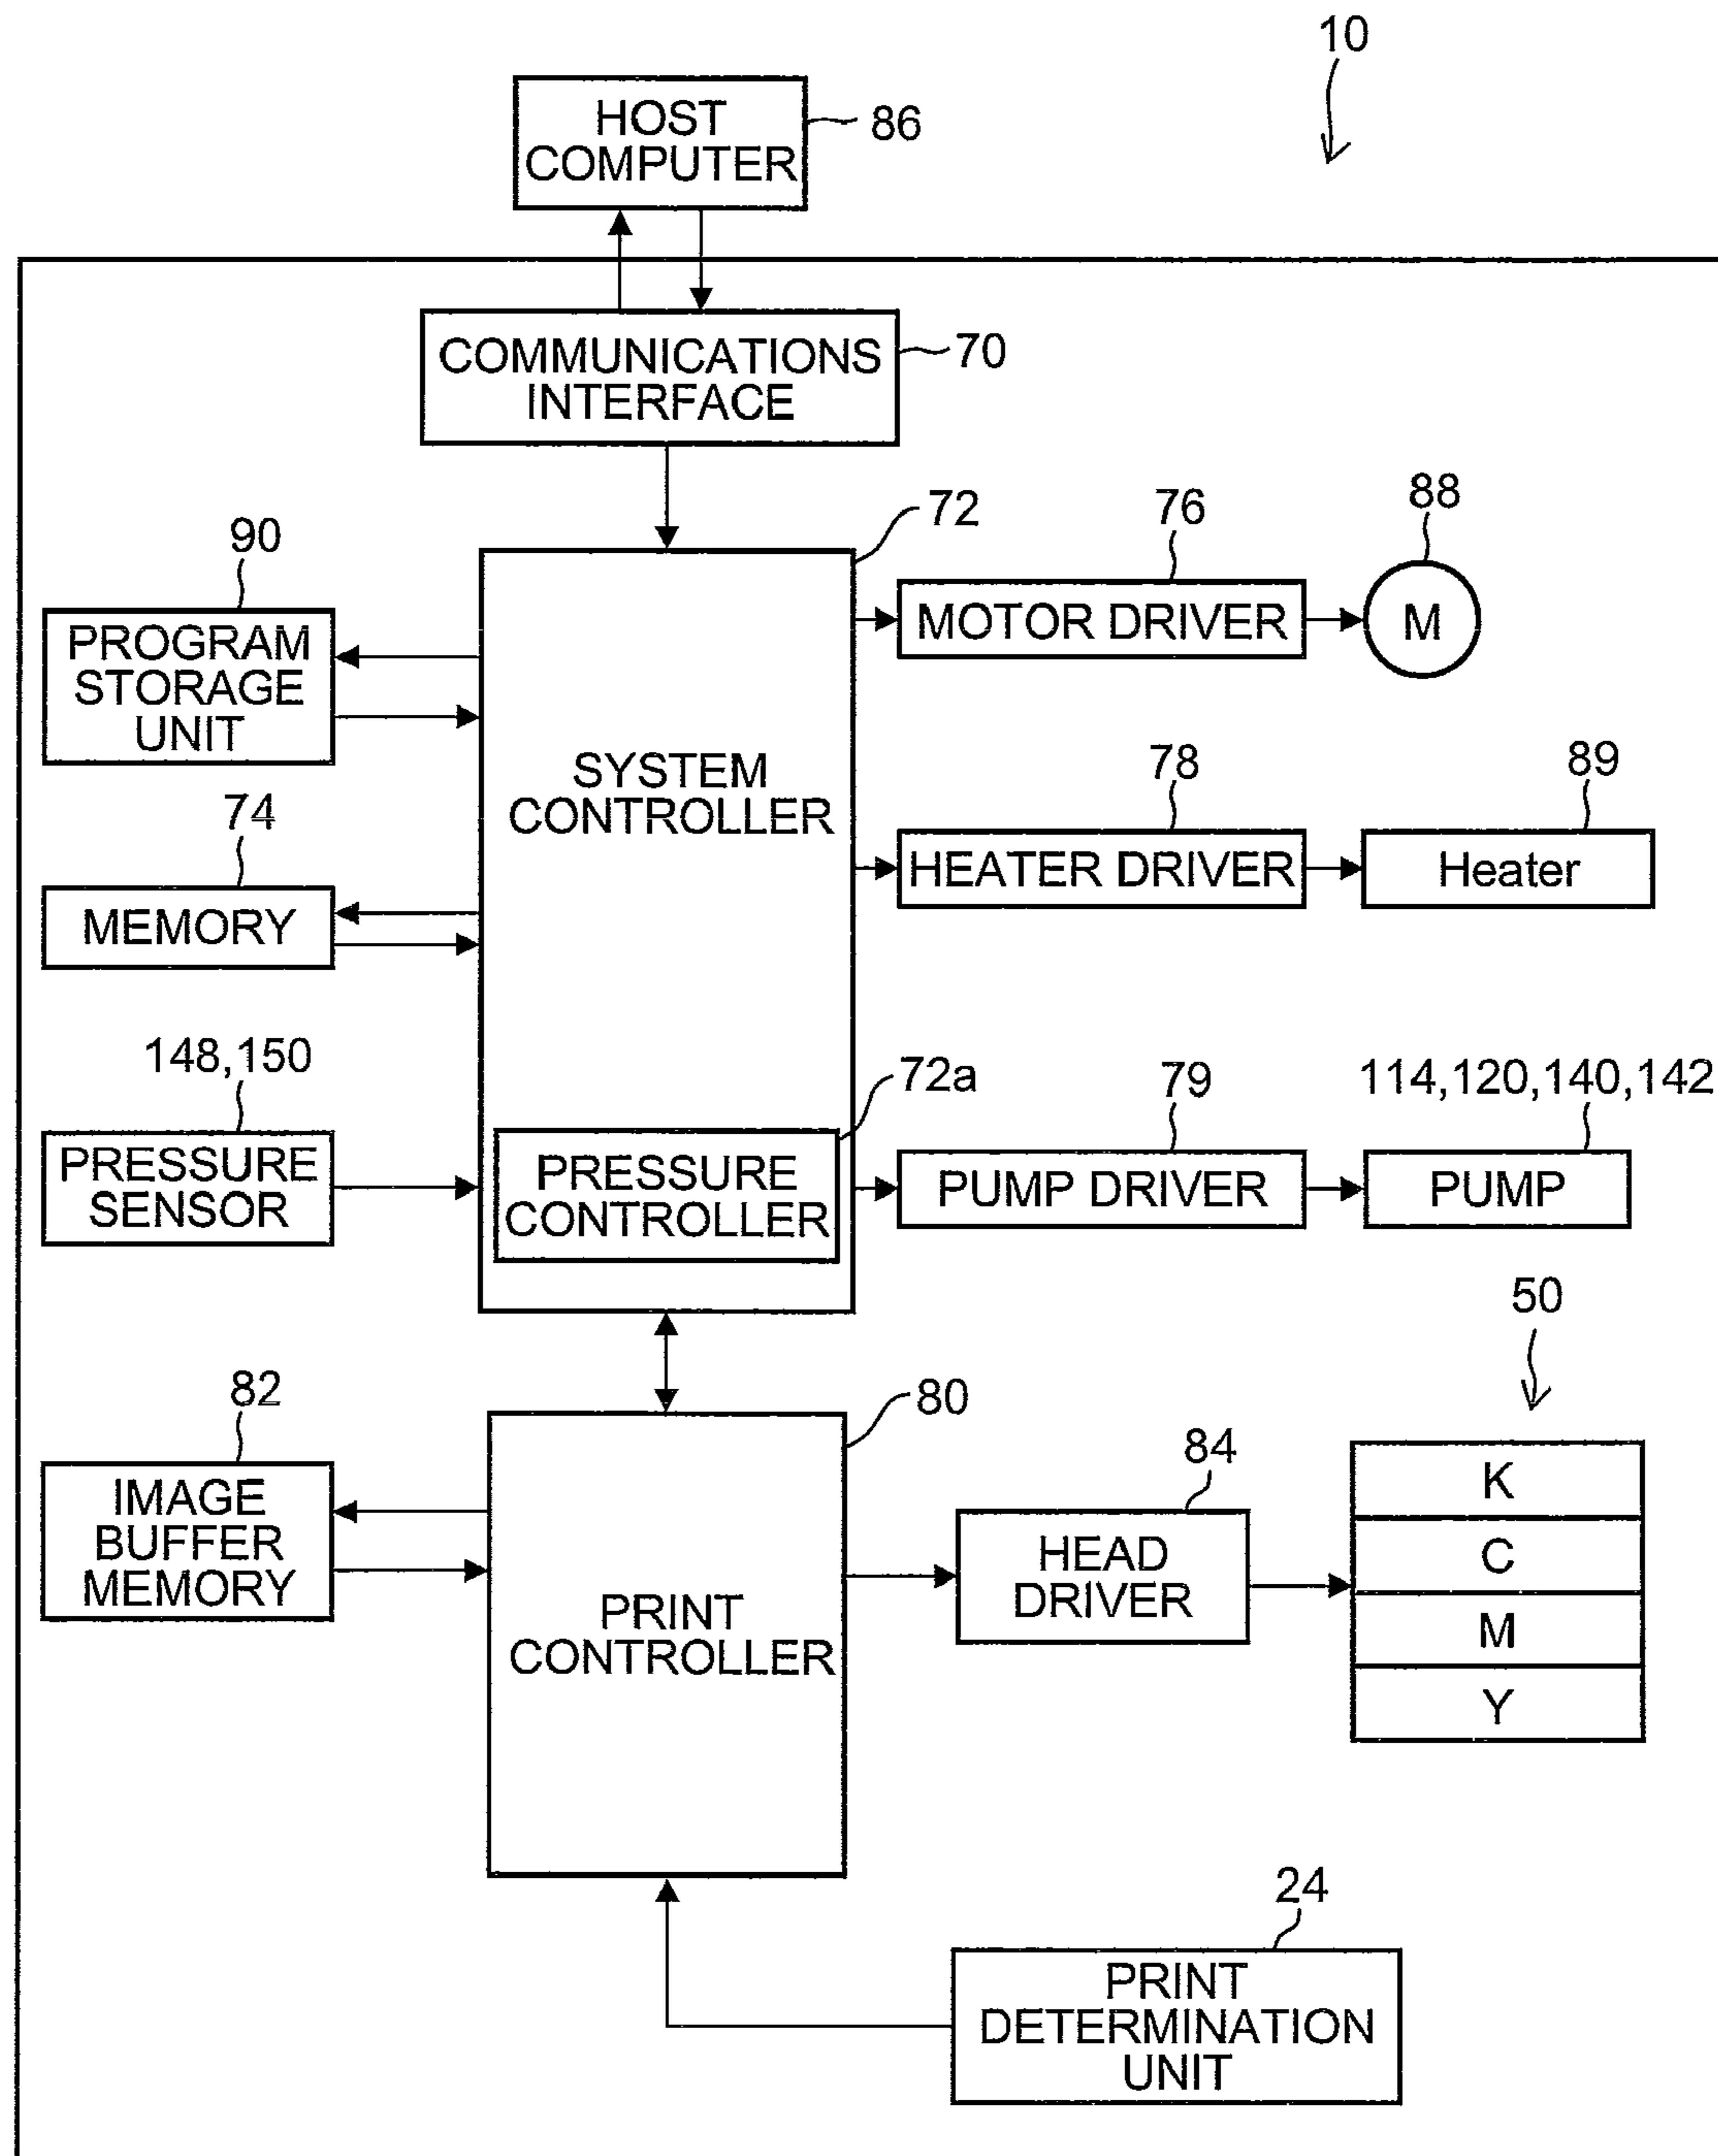 10
HOST
COMPUTER
86
COMMUNICATIONS
INTERFACE
70
72
76
88
90
PROGRAM
STORAGE
UNIT
MOTOR DRIVER
M
SYSTEM
CONTROLLER
78
89
74
HEATER DRIVER
Heater
MEMORY
148,150
72a
79
114,120,140,142
PRESSURE
SENSOR
PRESSURE
CONTROLLER
PUMP DRIVER
PUMP
50
82
80
84
IMAGE
BUFFER
MEMORY
PRINT
CONTROLLER
HEAD
DRIVER
K
C
M
Y
24
PRINT
DETERMINATION
UNIT